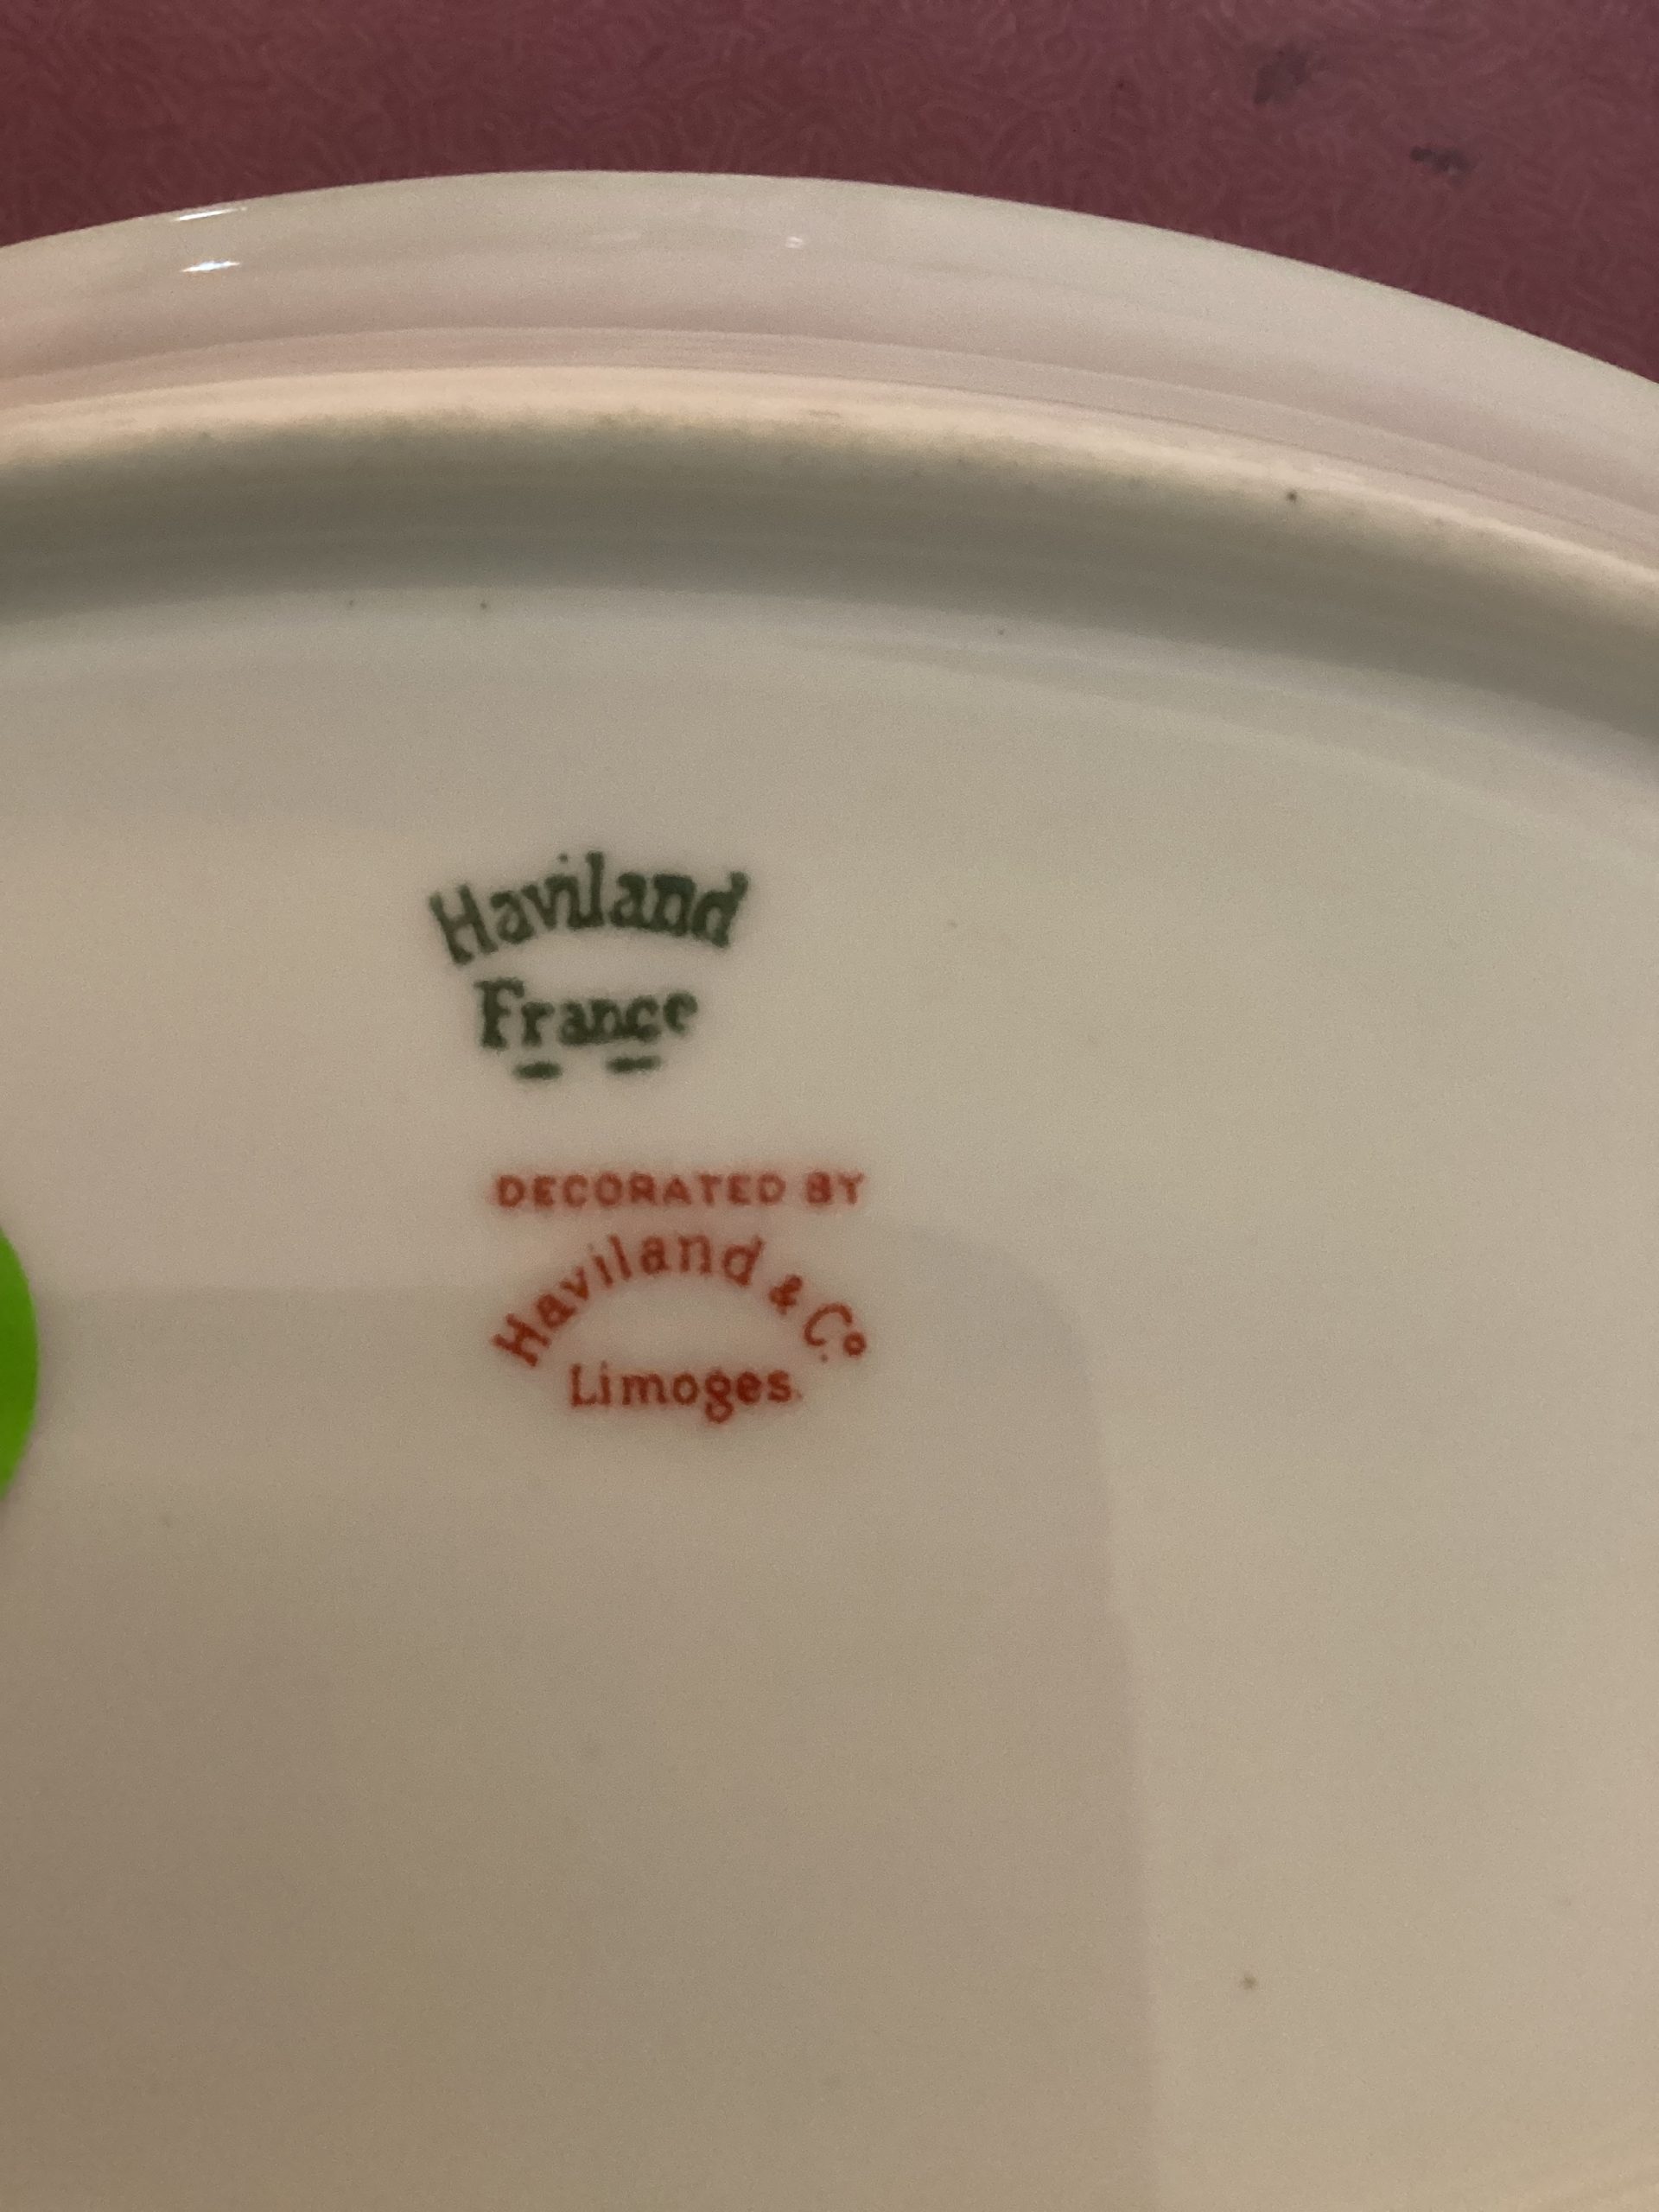 Haviland
France
DECORATED BY
Haviland & Co.
Limoges.